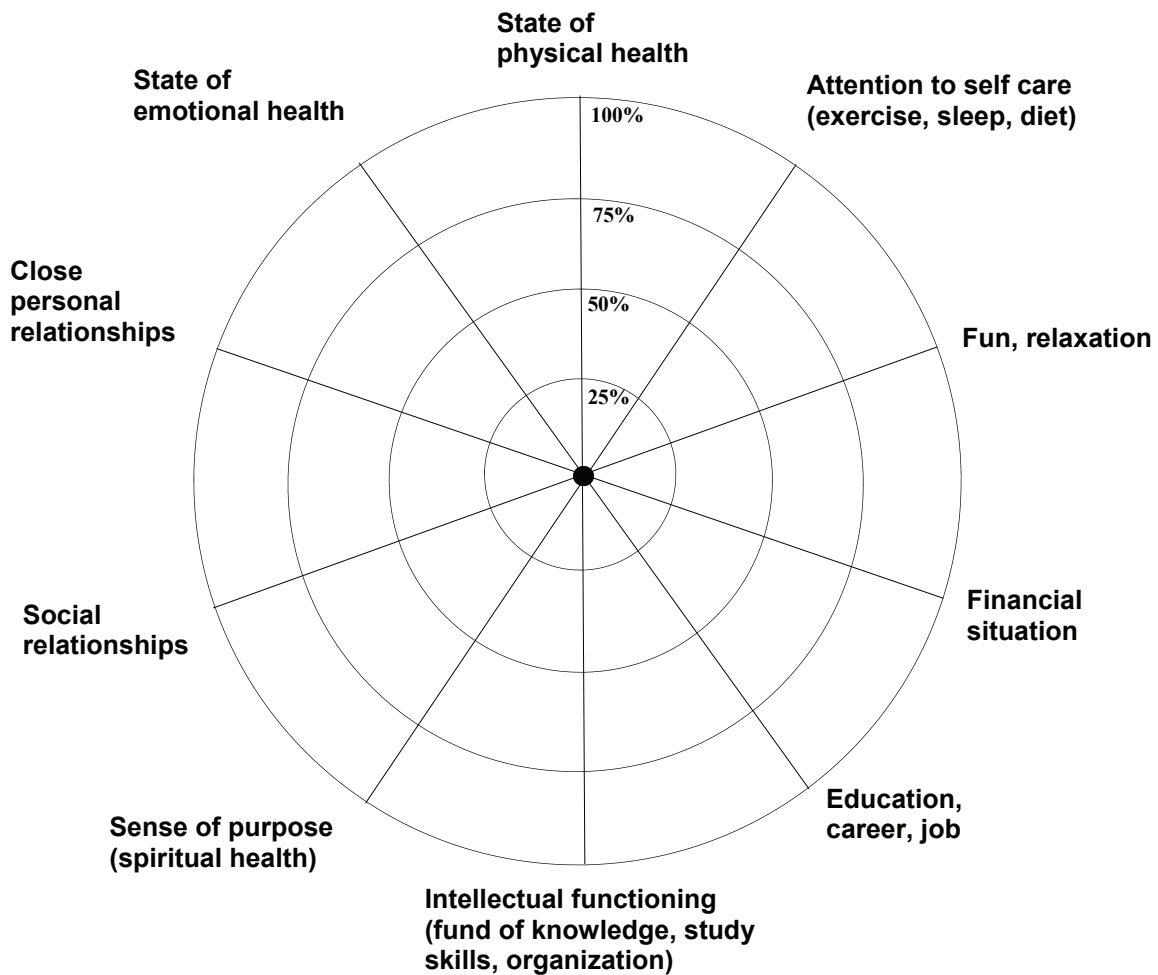 State of
physical health
State of
emotional health
Attention to self care
(exercise, sleep, diet)
100%
75%
50%
25%
Close
personal
relationships
Fun, relaxation
Social
relationships
Financial
situation
Sense of purpose
(spiritual health)
Education,
career, job
Intellectual functioning
(fund of knowledge, study
skills, organization)